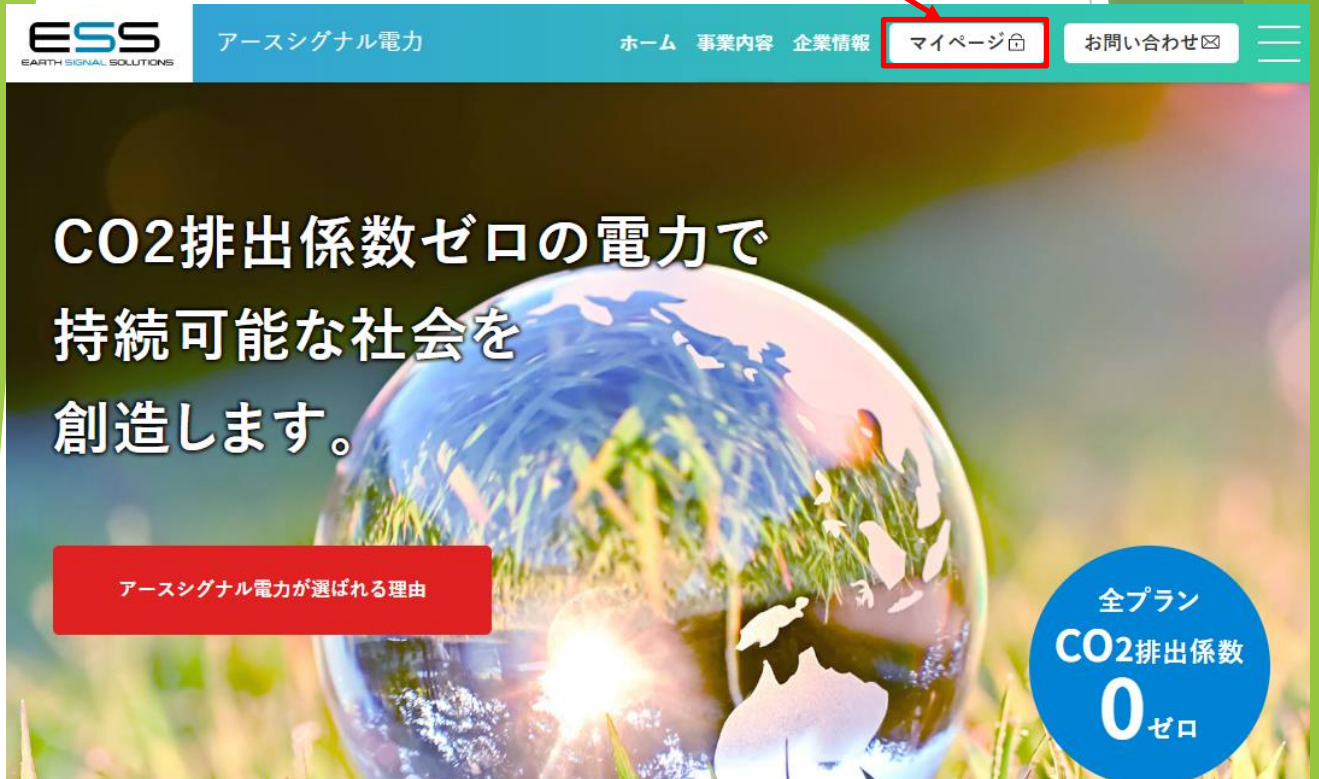 ESS
EARTH SIGNAL SOLUTIONS
アースシグナル電力
ホーム 事業内容 企業情報 マイページ お問い合わせ
CO2排出係数ゼロの電力で
持続可能な社会を
創造します。
アースシグナル電力が選ばれる理由
全プラン
CO2排出係数
0ゼロ